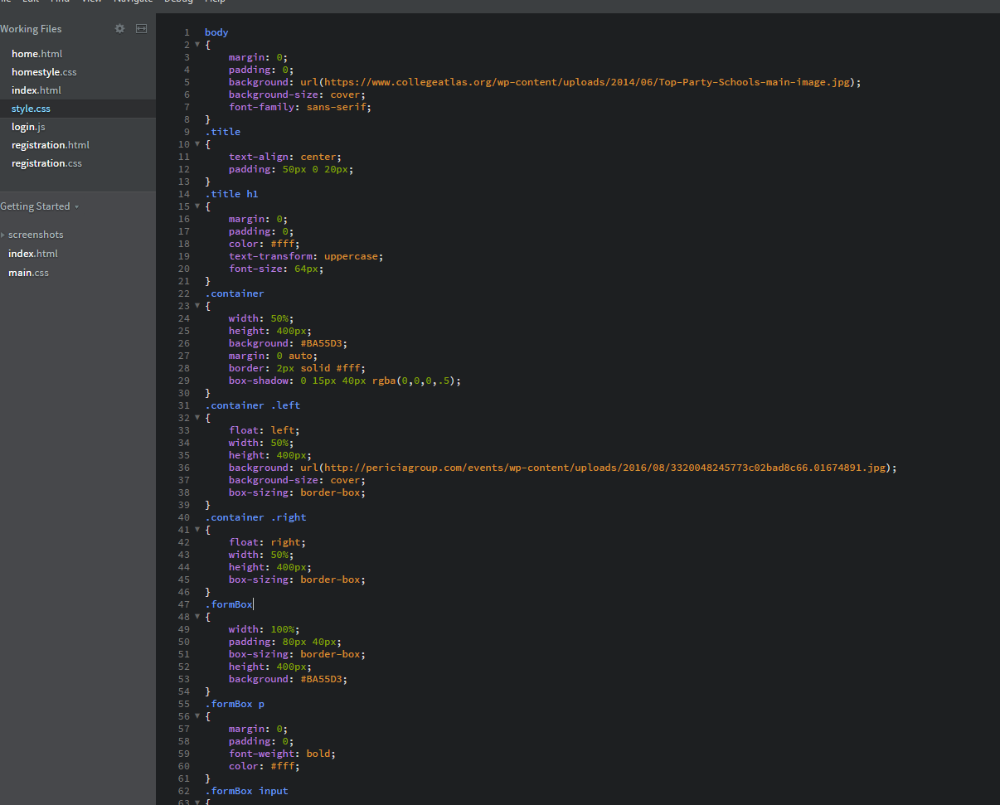 File Edit Find View Navigate Debug Help
Working Files
home.html
homestyle.css
index.html
style.css
login.js
registration.html
registration.css
Getting Started
screenshots
index.html
main.css
1 body
2 {
3 margin: 0;
4 padding: 0;
5 background: url(https://www.collegeatlas.org/wp-content/uploads/2014/06/Top-Party-Schools-main-image.jpg);
6 background-size: cover;
7 font-family: sans-serif;
8 }
9 .title
10 {
11 text-align: center;
12 padding: 50px 0 20px;
13 }
14 .title h1
15 {
16 margin: 0;
17 padding: 0;
18 color: #fff;
19 text-transform: uppercase;
20 font-size: 64px;
21 }
22 .container
23 {
24 width: 50%;
25 height: 400px;
26 background: #BA55D3;
27 margin: 0 auto;
28 border: 2px solid #fff;
29 box-shadow: 0 15px 40px rgba(0,0,0,.5);
30 }
31 .container .left
32 {
33 float: left;
34 width: 50%;
35 height: 400px;
36 background: url(http://periciagroup.com/events/wp-content/uploads/2016/08/3320048245773c02bad8c66.01674891.jpg);
37 background-size: cover;
38 box-sizing: border-box;
39 }
40 .container .right
41 {
42 float: right;
43 width: 50%;
44 height: 400px;
45 box-sizing: border-box;
46 }
47 .formBox
48 {
49 width: 100%;
50 padding: 80px 40px;
51 box-sizing: border-box;
52 height: 400px;
53 background: #BA55D3;
54 }
55 .formBox p
56 {
57 margin: 0;
58 padding: 0;
59 font-weight: bold;
60 color: #fff;
61 }
62 .formBox input
63 {